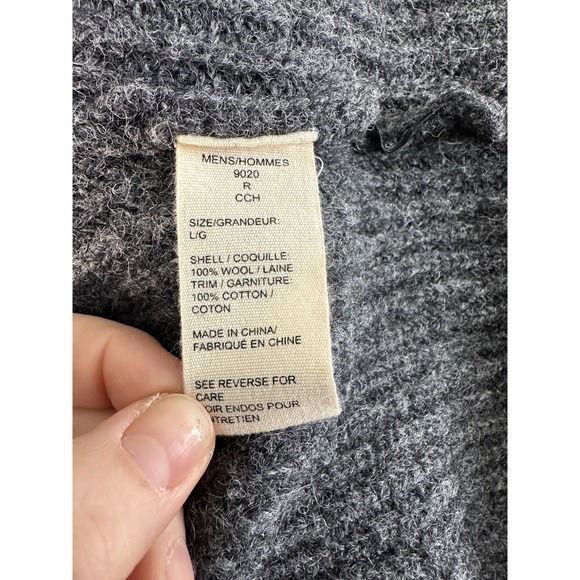 MENS/HOMMES
9020
R
CCH
SIZE/GRANDEUR:
L/G
SHELL / COQUILLE:
100% WOOL / LAINE
TRIM / GARNITURE:
100% COTTON /
COTON
MADE IN CHINA/
FABRIQUÉ EN CHINE
SEE REVERSE FOR
CARE
VOIR ENDOS POUR
ENTRETIEN